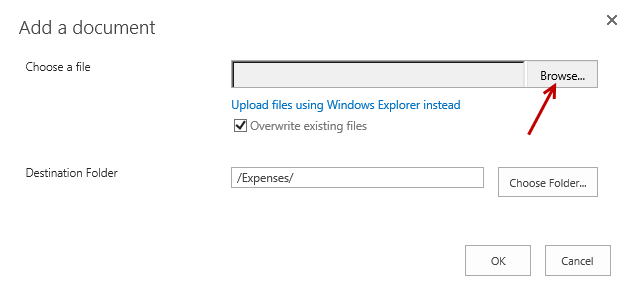 Add a document
Choose a file
Browse...
Upload files using Windows Explorer instead
Overwrite existing files
Destination Folder
/Expenses/
Choose Folder...
OK
Cancel